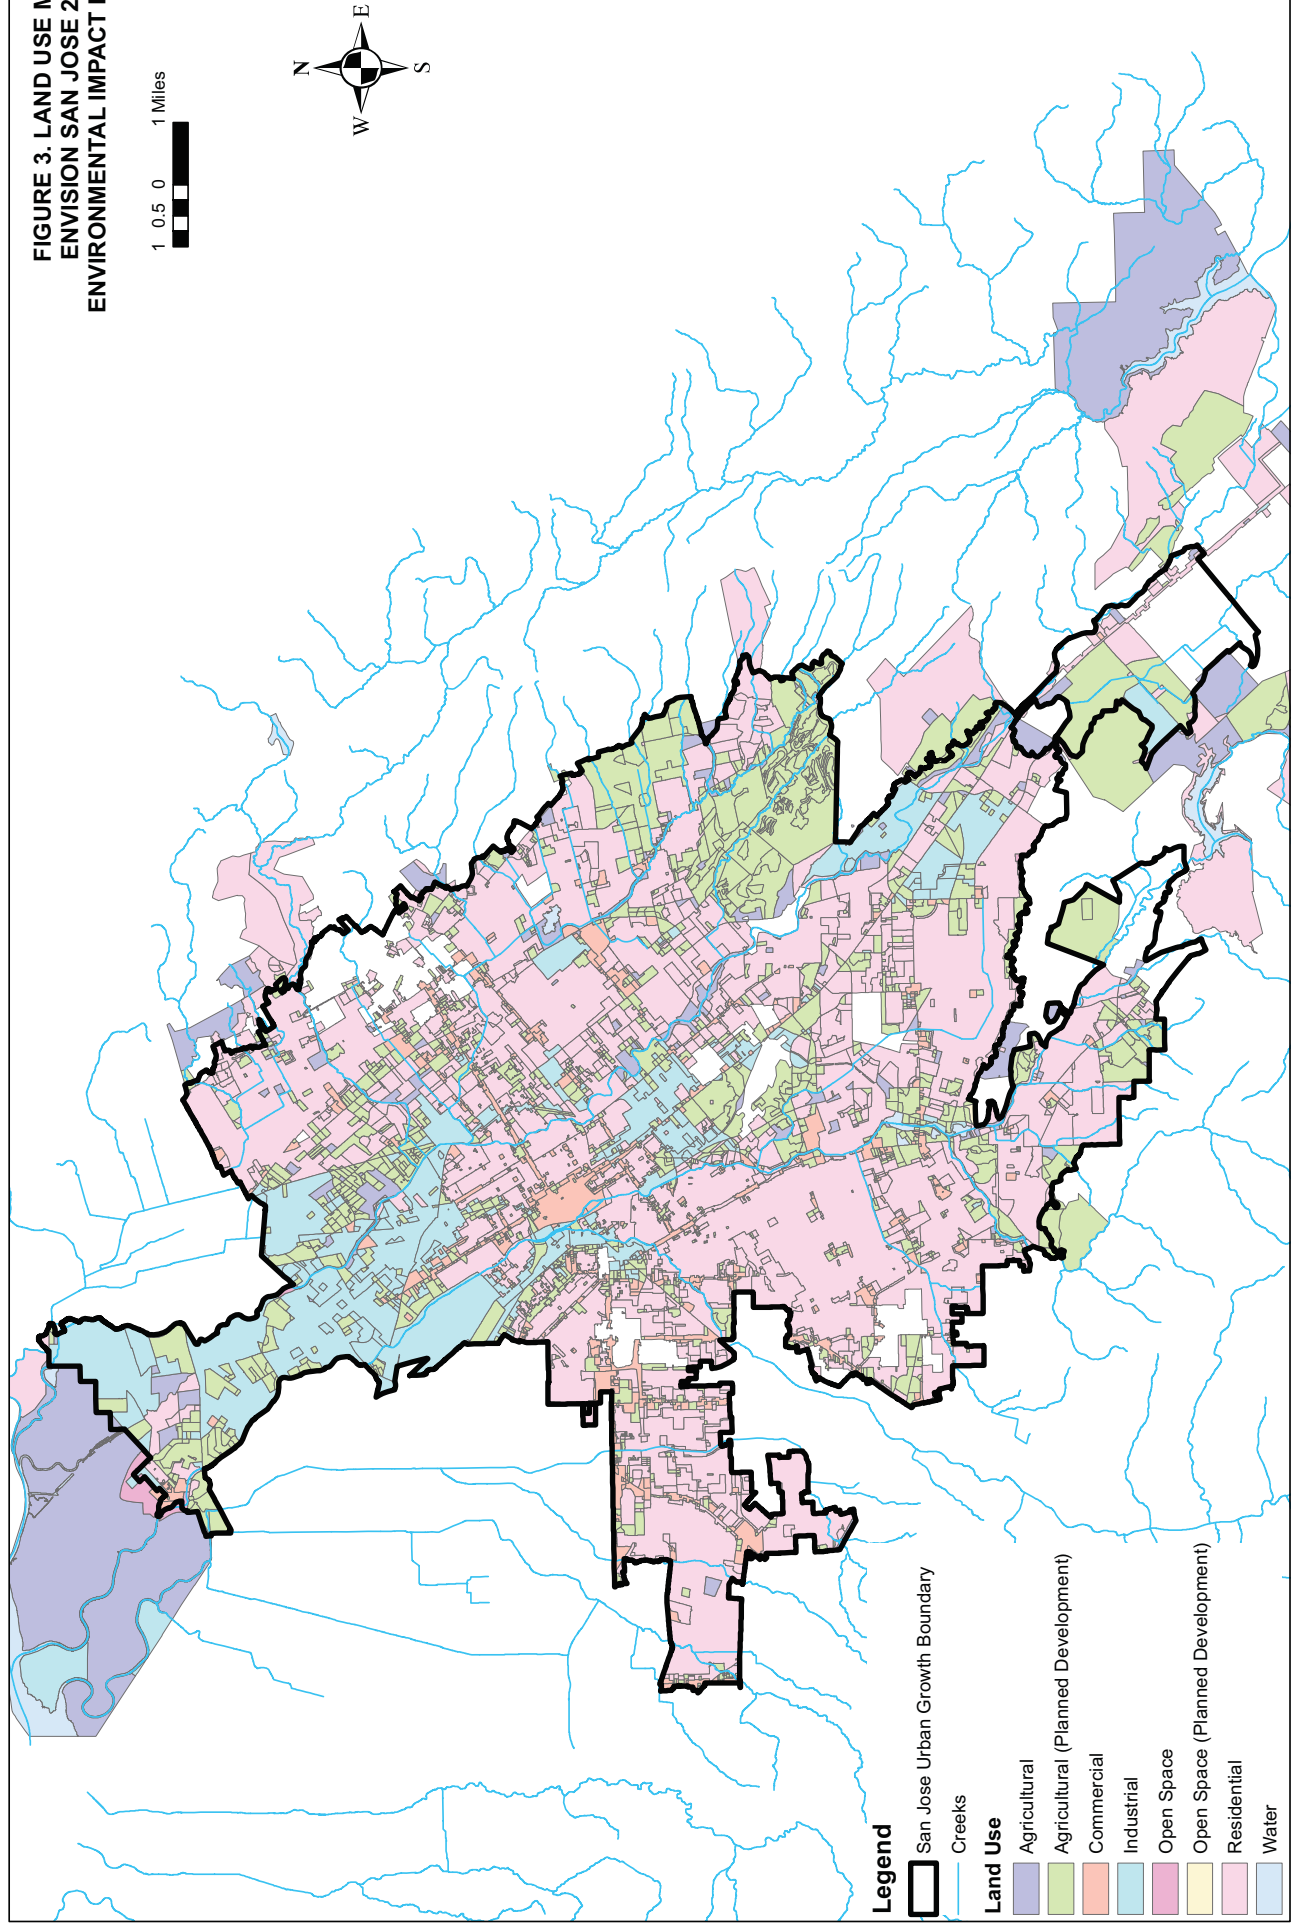 FIGURE 3. LAND USE
ENVISION SAN JOSE 2
ENVIRONMENTAL IMPACT
1 0.5 0 1 Miles
N
W E
S
Legend
San Jose Urban Growth Boundary
Creeks
Land Use
Agricultural
Agricultural (Planned Development)
Commercial
Industrial
Open Space
Open Space (Planned Development)
Residential
Water